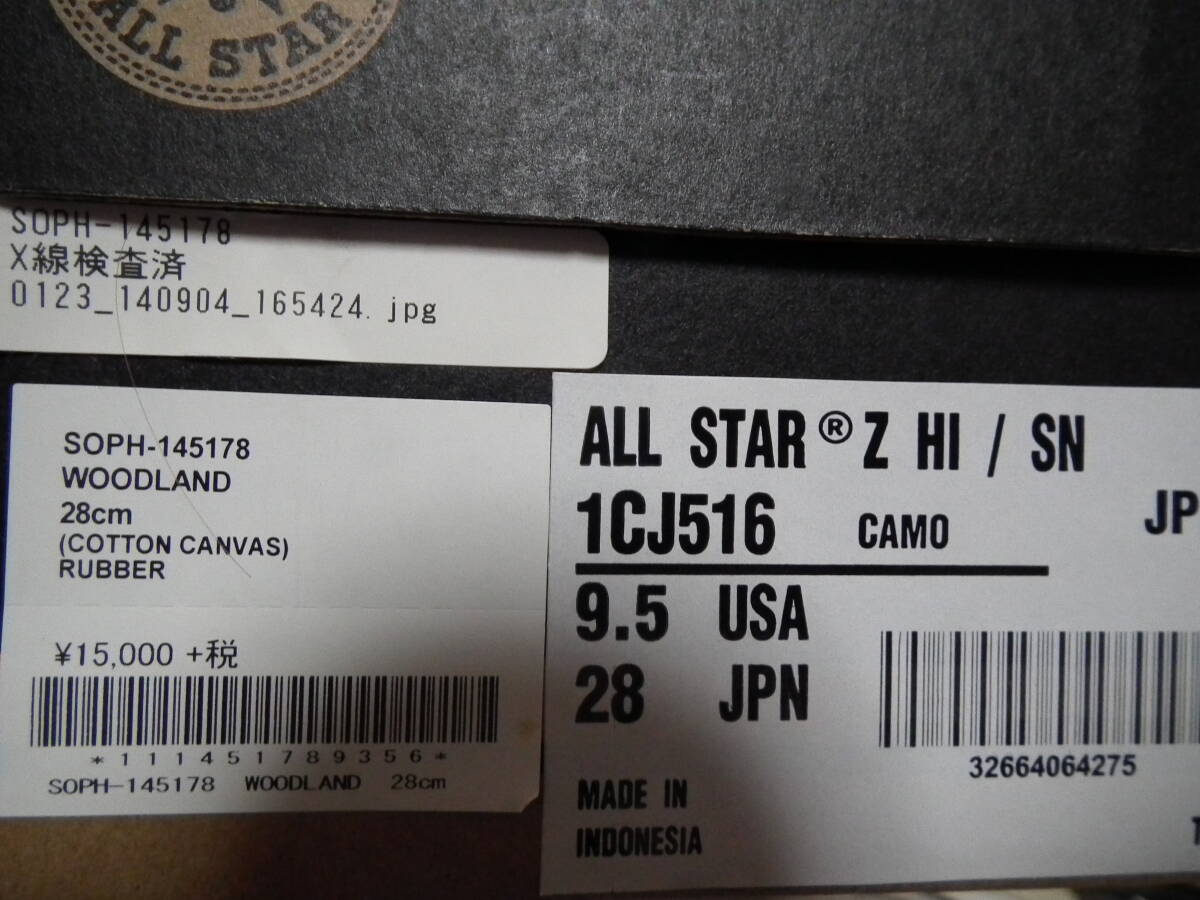 ALL STAR
SOPH-145178
X線検査済
0123_140904_165424.jpg
SOPH-145178
WOODLAND
28cm
(COTTON CANVAS)
RUBBER
¥15,000 +税
*111451789356*
SOPH-145178 WOODLAND 28cm
ALL STAR® Z HI / SN
1CJ516 CAMO JP
9.5 USA
28 JPN
32664064275
MADE IN
INDONESIA